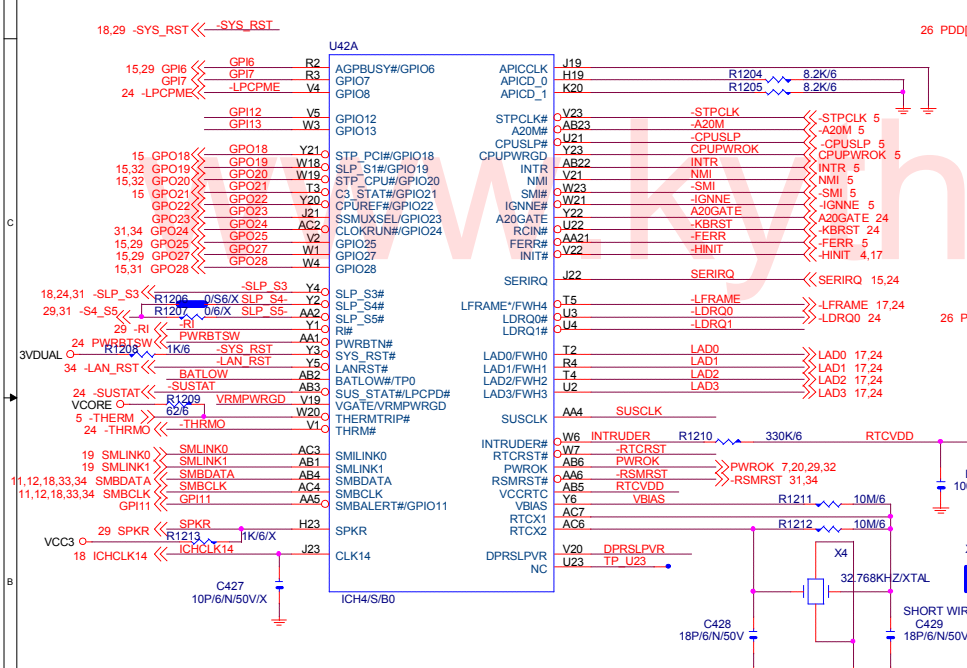 18,29 -SYS_RST -SYS_RST
26 PDD[
U42A
15,29 GPI6 GPI6 R2 AGPBUSY#/GPIO6
GPI7 GPI7 R3 GPIO7
24 -LPCPME -LPCPME V4 GPIO8
GPI12 V5 GPIO12
GPI13 W3 GPIO13
15 GPO18 GPO18 Y21 STP_PCI#/GPIO18
15,32 GPO19 GPO19 W18 SLP_S1#/GPIO19
15,32 GPO20 GPO20 W19 STP_CPU#/GPIO20
15 GPO21 GPO21 T3 C3_STAT#/GPIO21
GPO22 GPO22 Y20 CPUREF#/GPIO22
GPO23 GPO23 J21 SSMUXSEL/GPIO23
31,34 GPO24 GPO24 AC2 CLOKRUN#/GPIO24
15,29 GPO25 GPO25 V2 GPIO25
15,29 GPO27 GPO27 W1 GPIO27
15,31 GPO28 GPO28 W4 GPIO28
18,24,31 -SLP_S3 -SLP_S3 Y4 SLP_S3#
R1206 0/S6/X SLP_S4- Y2 SLP_S4#
29,31 -S4_S5 R1207 0/6/X SLP_S5- AA2 SLP_S5#
29 -RI -RI Y1 RI#
24 PWRBTSW PWRBTSW AA1 PWRBTN#
3VDUAL R1208 1K/6 -SYS_RST Y3 SYS_RST#
34 -LAN_RST -LAN_RST Y5 LANRST#
BATLOW AB2 BATLOW#/TP0
24 -SUSTAT -SUSTAT AB3 SUS_STAT#/LPCPD#
VCORE R1209 62/6 VRMPWRGD V19 VGATE/VRMPWRGD
5 -THERM W20 THERMTRIP#
24 -THRMO -THRMO V1 THRM#
19 SMLINK0 SMLINK0 AC3 SMILINK0
19 SMLINK1 SMLINK1 AB1 SMLINK1
11,12,18,33,34 SMBDATA SMBDATA AB4 SMBDATA
11,12,18,33,34 SMBCLK SMBCLK AC4 SMBCLK
GPI11 GPI11 AA5 SMBALERT#/GPIO11
29 SPKR SPKR H23 SPKR
VCC3 R1213 1K/6/X
18 ICHCLK14 ICHCLK14 J23 CLK14
C427
10P/6/N/50V/X
ICH4/S/B0
APICCLK J19
APICD_0 H19 R1204 8.2K/6
APICD_1 K20 R1205 8.2K/6
STPCLK# V23 -STPCLK -STPCLK 5
A20M# AB23 -A20M -A20M 5
CPUSLP# U21 -CPUSLP -CPUSLP 5
CPUPWRGD Y23 CPUPWROK CPUPWROK 5
INTR AB22 INTR INTR 5
NMI V21 NMI NMI 5
SMI# W23 -SMI -SMI 5
IGNNE# W21 -IGNNE -IGNNE 5
A20GATE Y22 A20GATE A20GATE 24
RCIN# U22 -KBRST -KBRST 24
FERR# AA21 -FERR -FERR 5
INIT# V22 -HINIT -HINIT 4,17
SERIRQ J22 SERIRQ SERIRQ 15,24
LFRAME*/FWH4 T5 -LFRAME -LFRAME 17,24
LDRQ0# U3 -LDRQ0 -LDRQ0 24
LDRQ1# U4 -LDRQ1
26 P
LAD0/FWH0 T2 LAD0 LAD0 17,24
LAD1/FWH1 R4 LAD1 LAD1 17,24
LAD2/FWH2 T4 LAD2 LAD2 17,24
LAD3/FWH3 U2 LAD3 LAD3 17,24
SUSCLK AA4 SUSCLK
INTRUDER# W6 INTRUDER R1210 330K/6 RTCVDD
RTCRST# W7 -RTCRST
PWROK AB6 PWROK PWROK 7,20,29,32
RSMRST# AA6 -RSMRST -RSMRST 31,34
VCCRTC AB5 RTCVDD
VBIAS Y6 VBIAS R1211 10M/6
RTCX1 AC7
RTCX2 AC6 R1212 10M/6
DPRSLPVR V20 DPRSLPVR
NC U23 TP_U23
10
X4
32.768KHZ/XTAL
SHORT WIR
C428
18P/6/N/50V
C429
18P/6/N/50V
C
B
www.ky.h